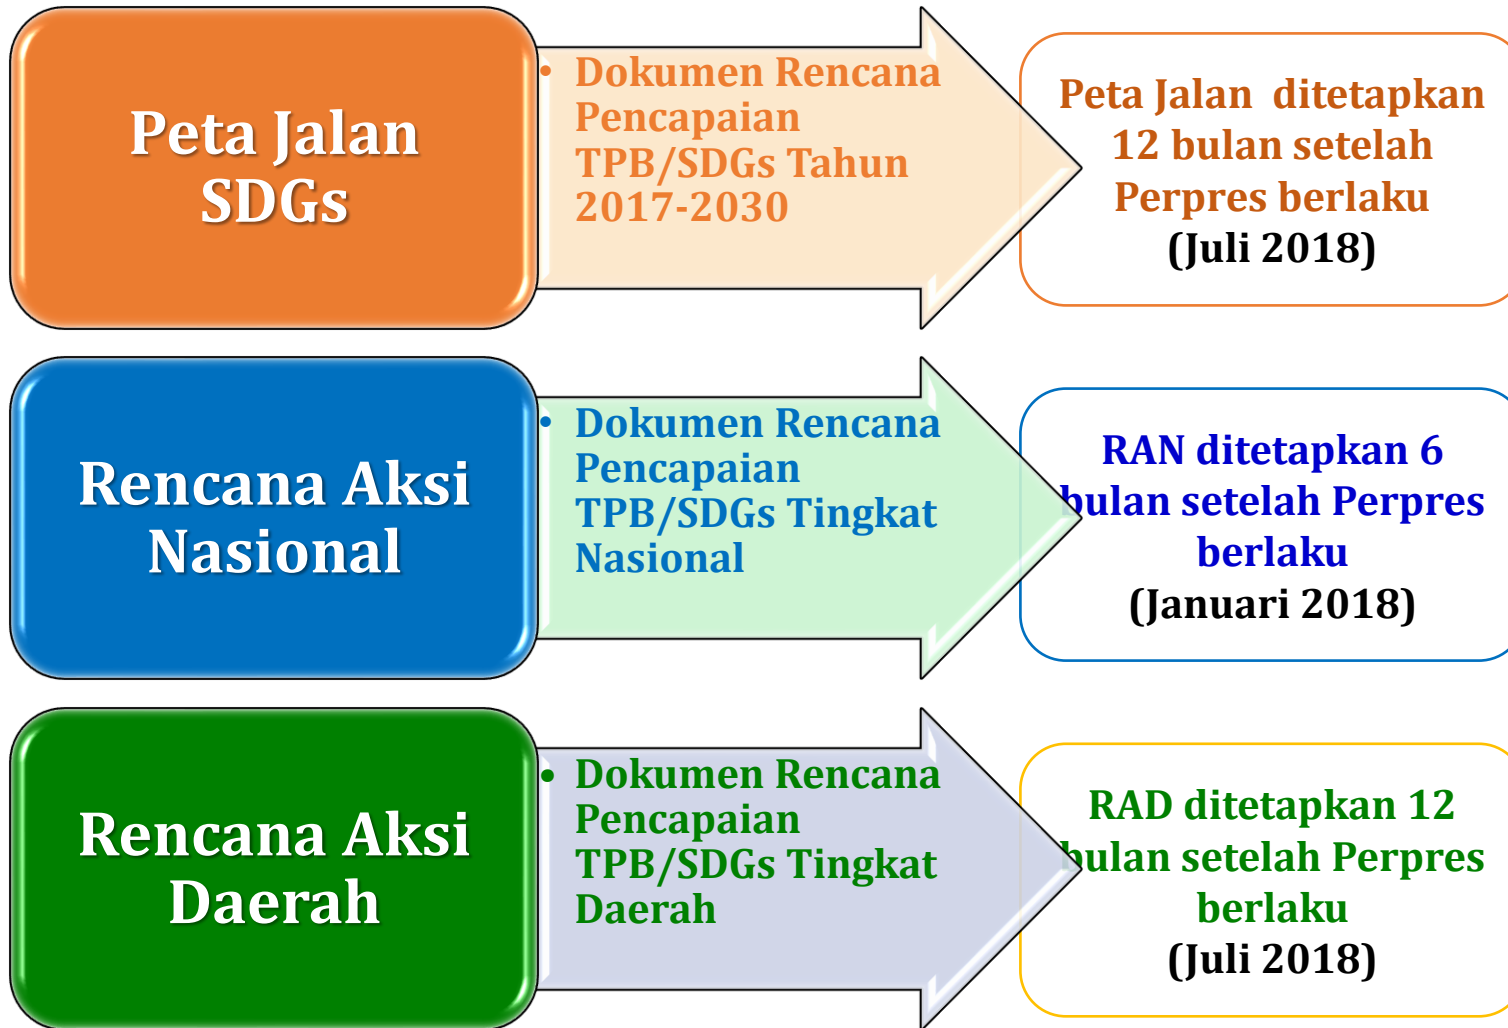 Peta Jalan
SDGs
• Dokumen Rencana
Pencapaian
TPB/SDGs Tahun
2017-2030
Peta Jalan ditetapkan
12 bulan setelah
Perpres berlaku
(Juli 2018)
Rencana Aksi
Nasional
• Dokumen Rencana
Pencapaian
TPB/SDGs Tingkat
Nasional
RAN ditetapkan 6
bulan setelah Perpres
berlaku
(Januari 2018)
Rencana Aksi
Daerah
• Dokumen Rencana
Pencapaian
TPB/SDGs Tingkat
Daerah
RAD ditetapkan 12
bulan setelah Perpres
berlaku
(Juli 2018)